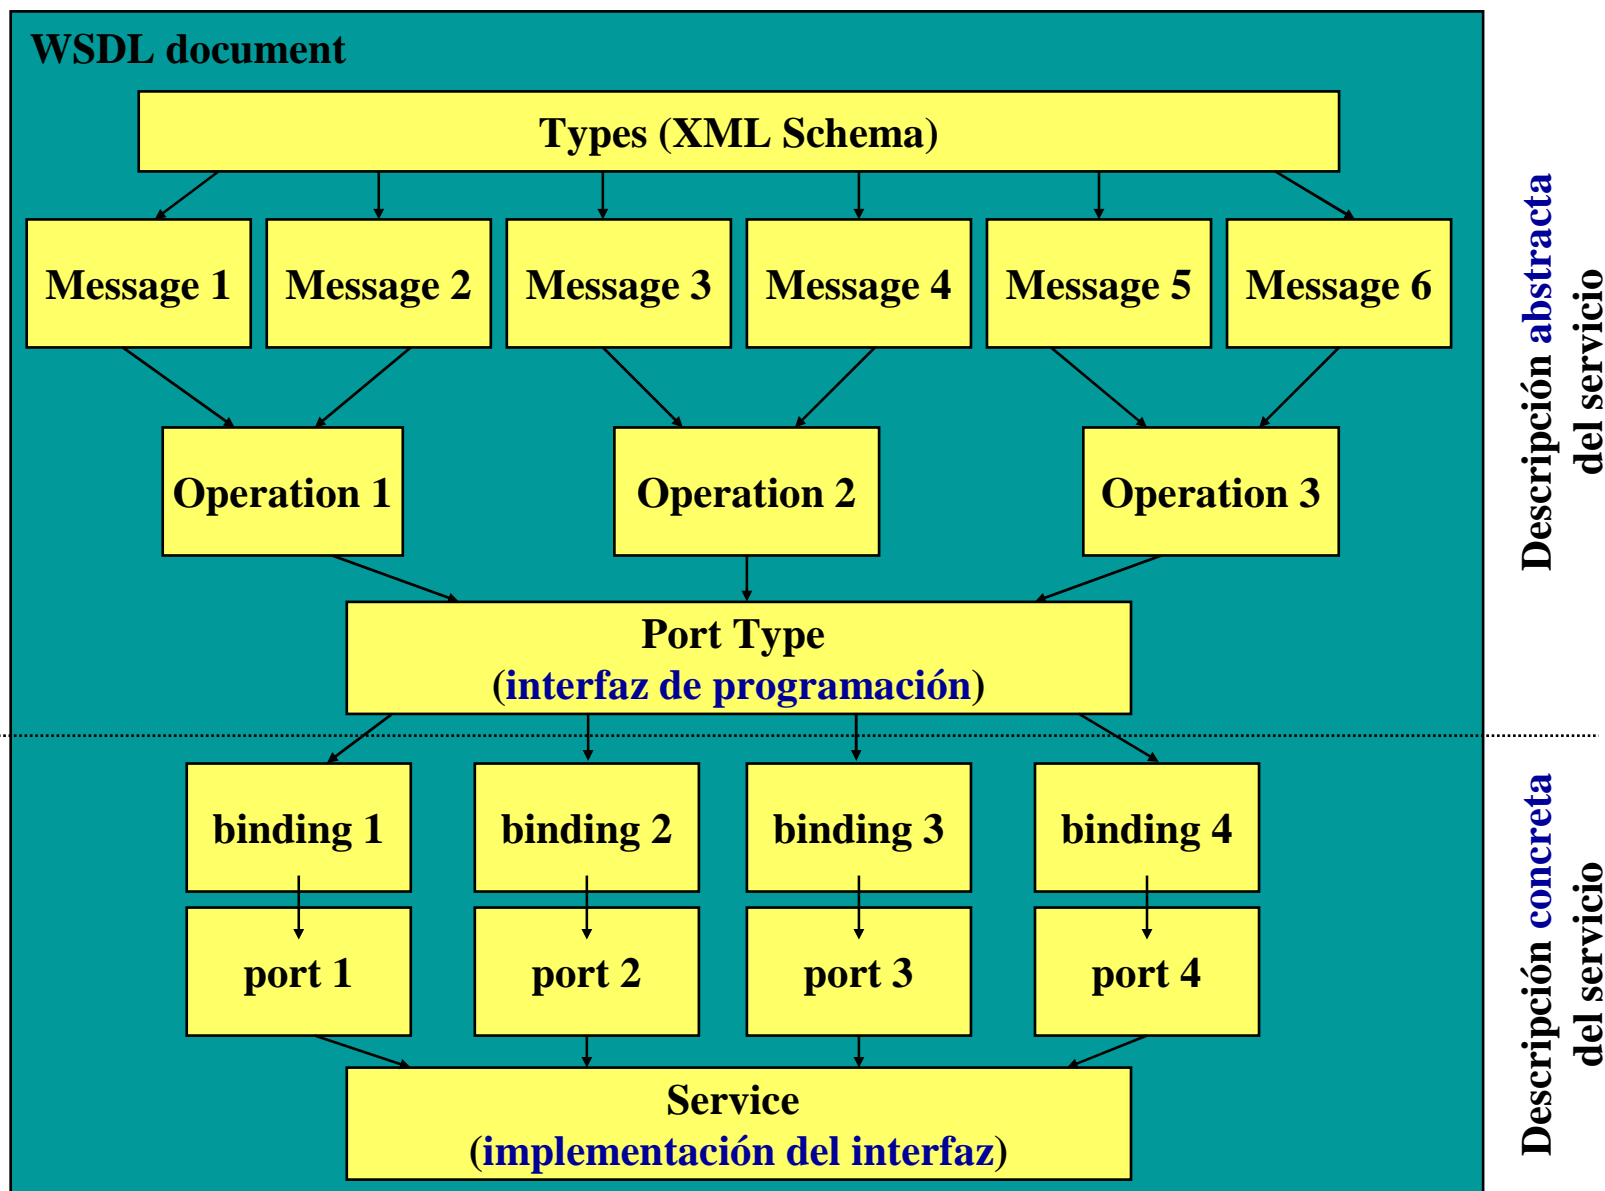 WSDL document
Types (XML Schema)
Message 1
Message 2
Message 3
Message 4
Message 5
Message 6
Operation 1
Operation 2
Operation 3
Port Type
(interfaz de programación)
Descripción abstracta
del servicio
binding 1
binding 2
binding 3
binding 4
port 1
port 2
port 3
port 4
Service
(implementación del interfaz)
Descripción concreta
del servicio